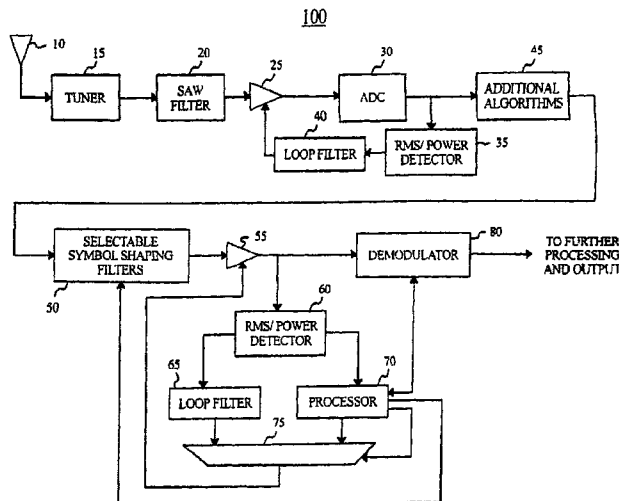 100
10
15
TUNER
20
SAW
FILTER
25
30
ADC
45
ADDITIONAL
ALGORITHMS
40
LOOP FILTER
RMS/ POWER
DETECTOR
35
SELECTABLE
SYMBOL SHAPING
FILTERS
50
55
80
DEMODULATOR
TO FURTHER
PROCESSING
AND OUTPUT
60
RMS/ POWER
DETECTOR
65
LOOP FILTER
70
PROCESSOR
75